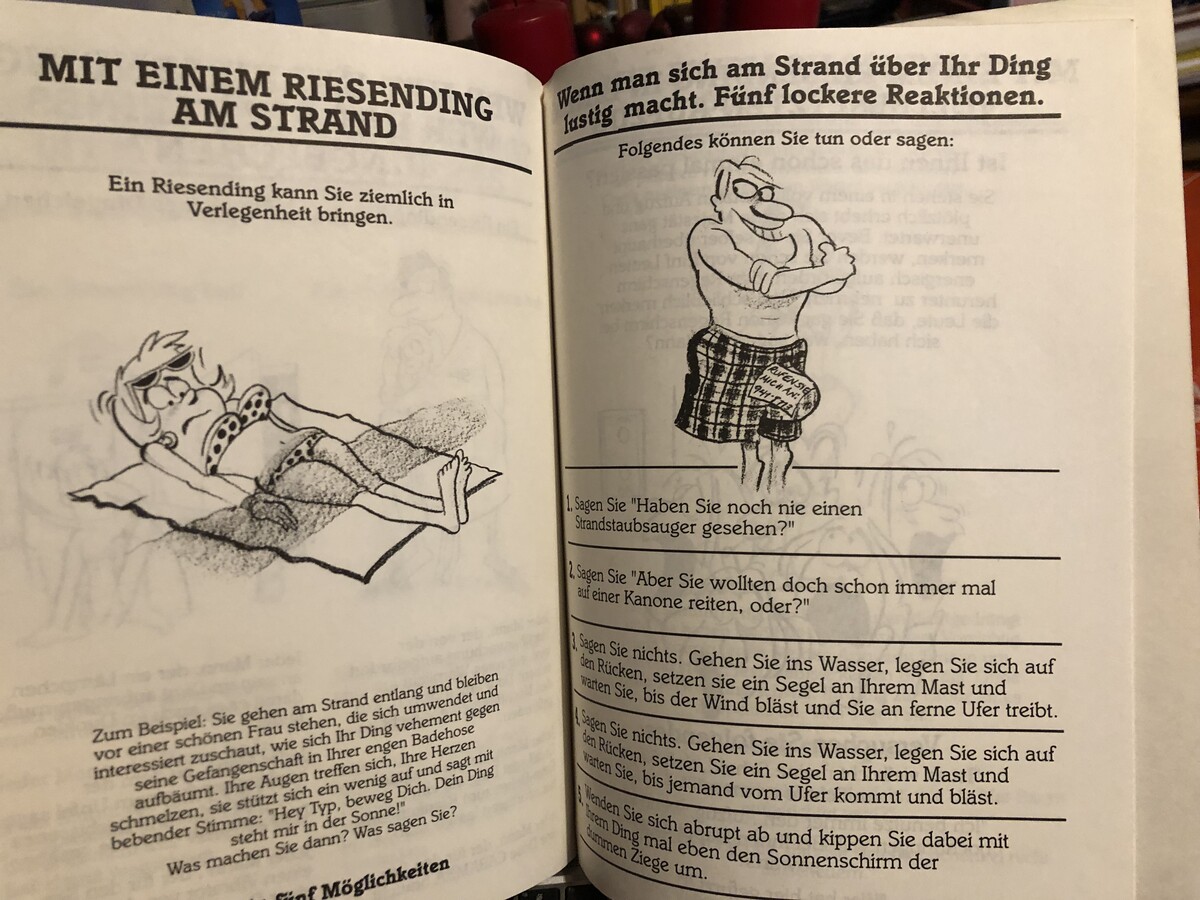 MIT EINEM RIESENDING
AM STRAND
Ein Riesending kann Sie ziemlich in
Verlegenheit bringen.
Zum Beispiel: Sie gehen am Strand entlang und bleiben
vor einer schönen Frau stehen, die sich umwendet und
interessiert zuschaut, wie sich Ihr Ding vehement gegen
seine Gefangenschaft in Ihrer engen Badehose
aufbäumt. Ihre Augen treffen sich, Ihre Herzen
schmelzen, sie stützt sich ein wenig auf und sagt mit
bebender Stimme: "Hey Typ, beweg Dich. Dein Ding
steht mir in der Sonne!"
Was machen Sie dann? Was sagen Sie?
fünf Möglichkeiten
Wenn man sich am Strand über Ihr Ding
lustig macht. Fünf lockere Reaktionen.
Folgendes können Sie tun oder sagen:
RUFEN SIE
MICH AN:
1. Sagen Sie "Haben Sie noch nie einen
Strandstaubsauger gesehen?"
2. Sagen Sie "Aber Sie wollten doch schon immer mal
auf einer Kanone reiten, oder?"
3. Sagen Sie nichts. Gehen Sie ins Wasser, legen Sie sich auf
den Rücken, setzen sie ein Segel an Ihrem Mast und
warten Sie, bis der Wind bläst und Sie an ferne Ufer treibt.
4. Sagen Sie nichts. Gehen Sie ins Wasser, legen Sie sich auf
den Rücken, setzen Sie ein Segel an Ihrem Mast und
warten Sie, bis jemand vom Ufer kommt und bläst.
5. Wenden Sie sich abrupt ab und kippen Sie dabei mit
Ihrem Ding mal eben den Sonnenschirm der
dummen Ziege um.